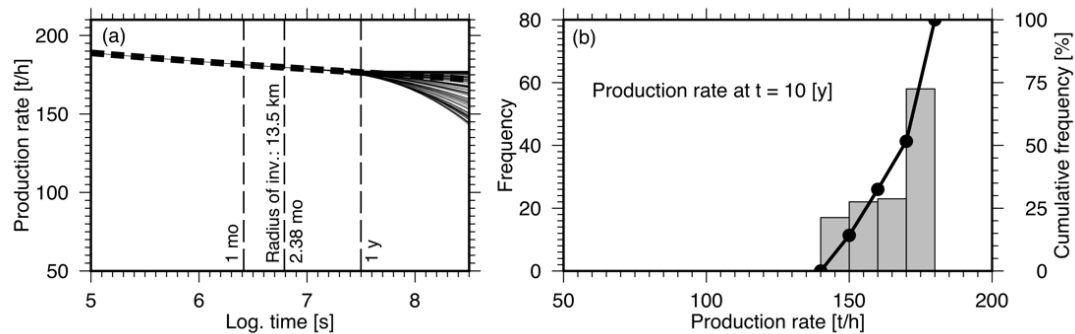 (a)
Production rate [t/h]
200
150
100
50
1 mo
Radius of inv.: 13.5 km
2.38 mo
1 y
5
6
7
8
Log. time [s]
(b)
Production rate at t = 10 [y]
Frequency
80
60
40
20
0
Cumulative frequency [%]
100
75
50
25
0
50
100
150
200
Production rate [t/h]